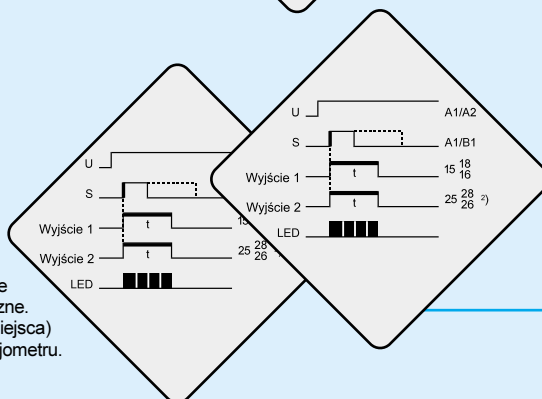 U
A1/A2
S
A1/B1
Wyjście 1
t
15 18
16
Wyjście 2
t
25 28 2)
26
LED
U
S
Wyjście 1
t
Wyjście 2
t
25 28
26
LED
zne.
iejsca)
jometru.